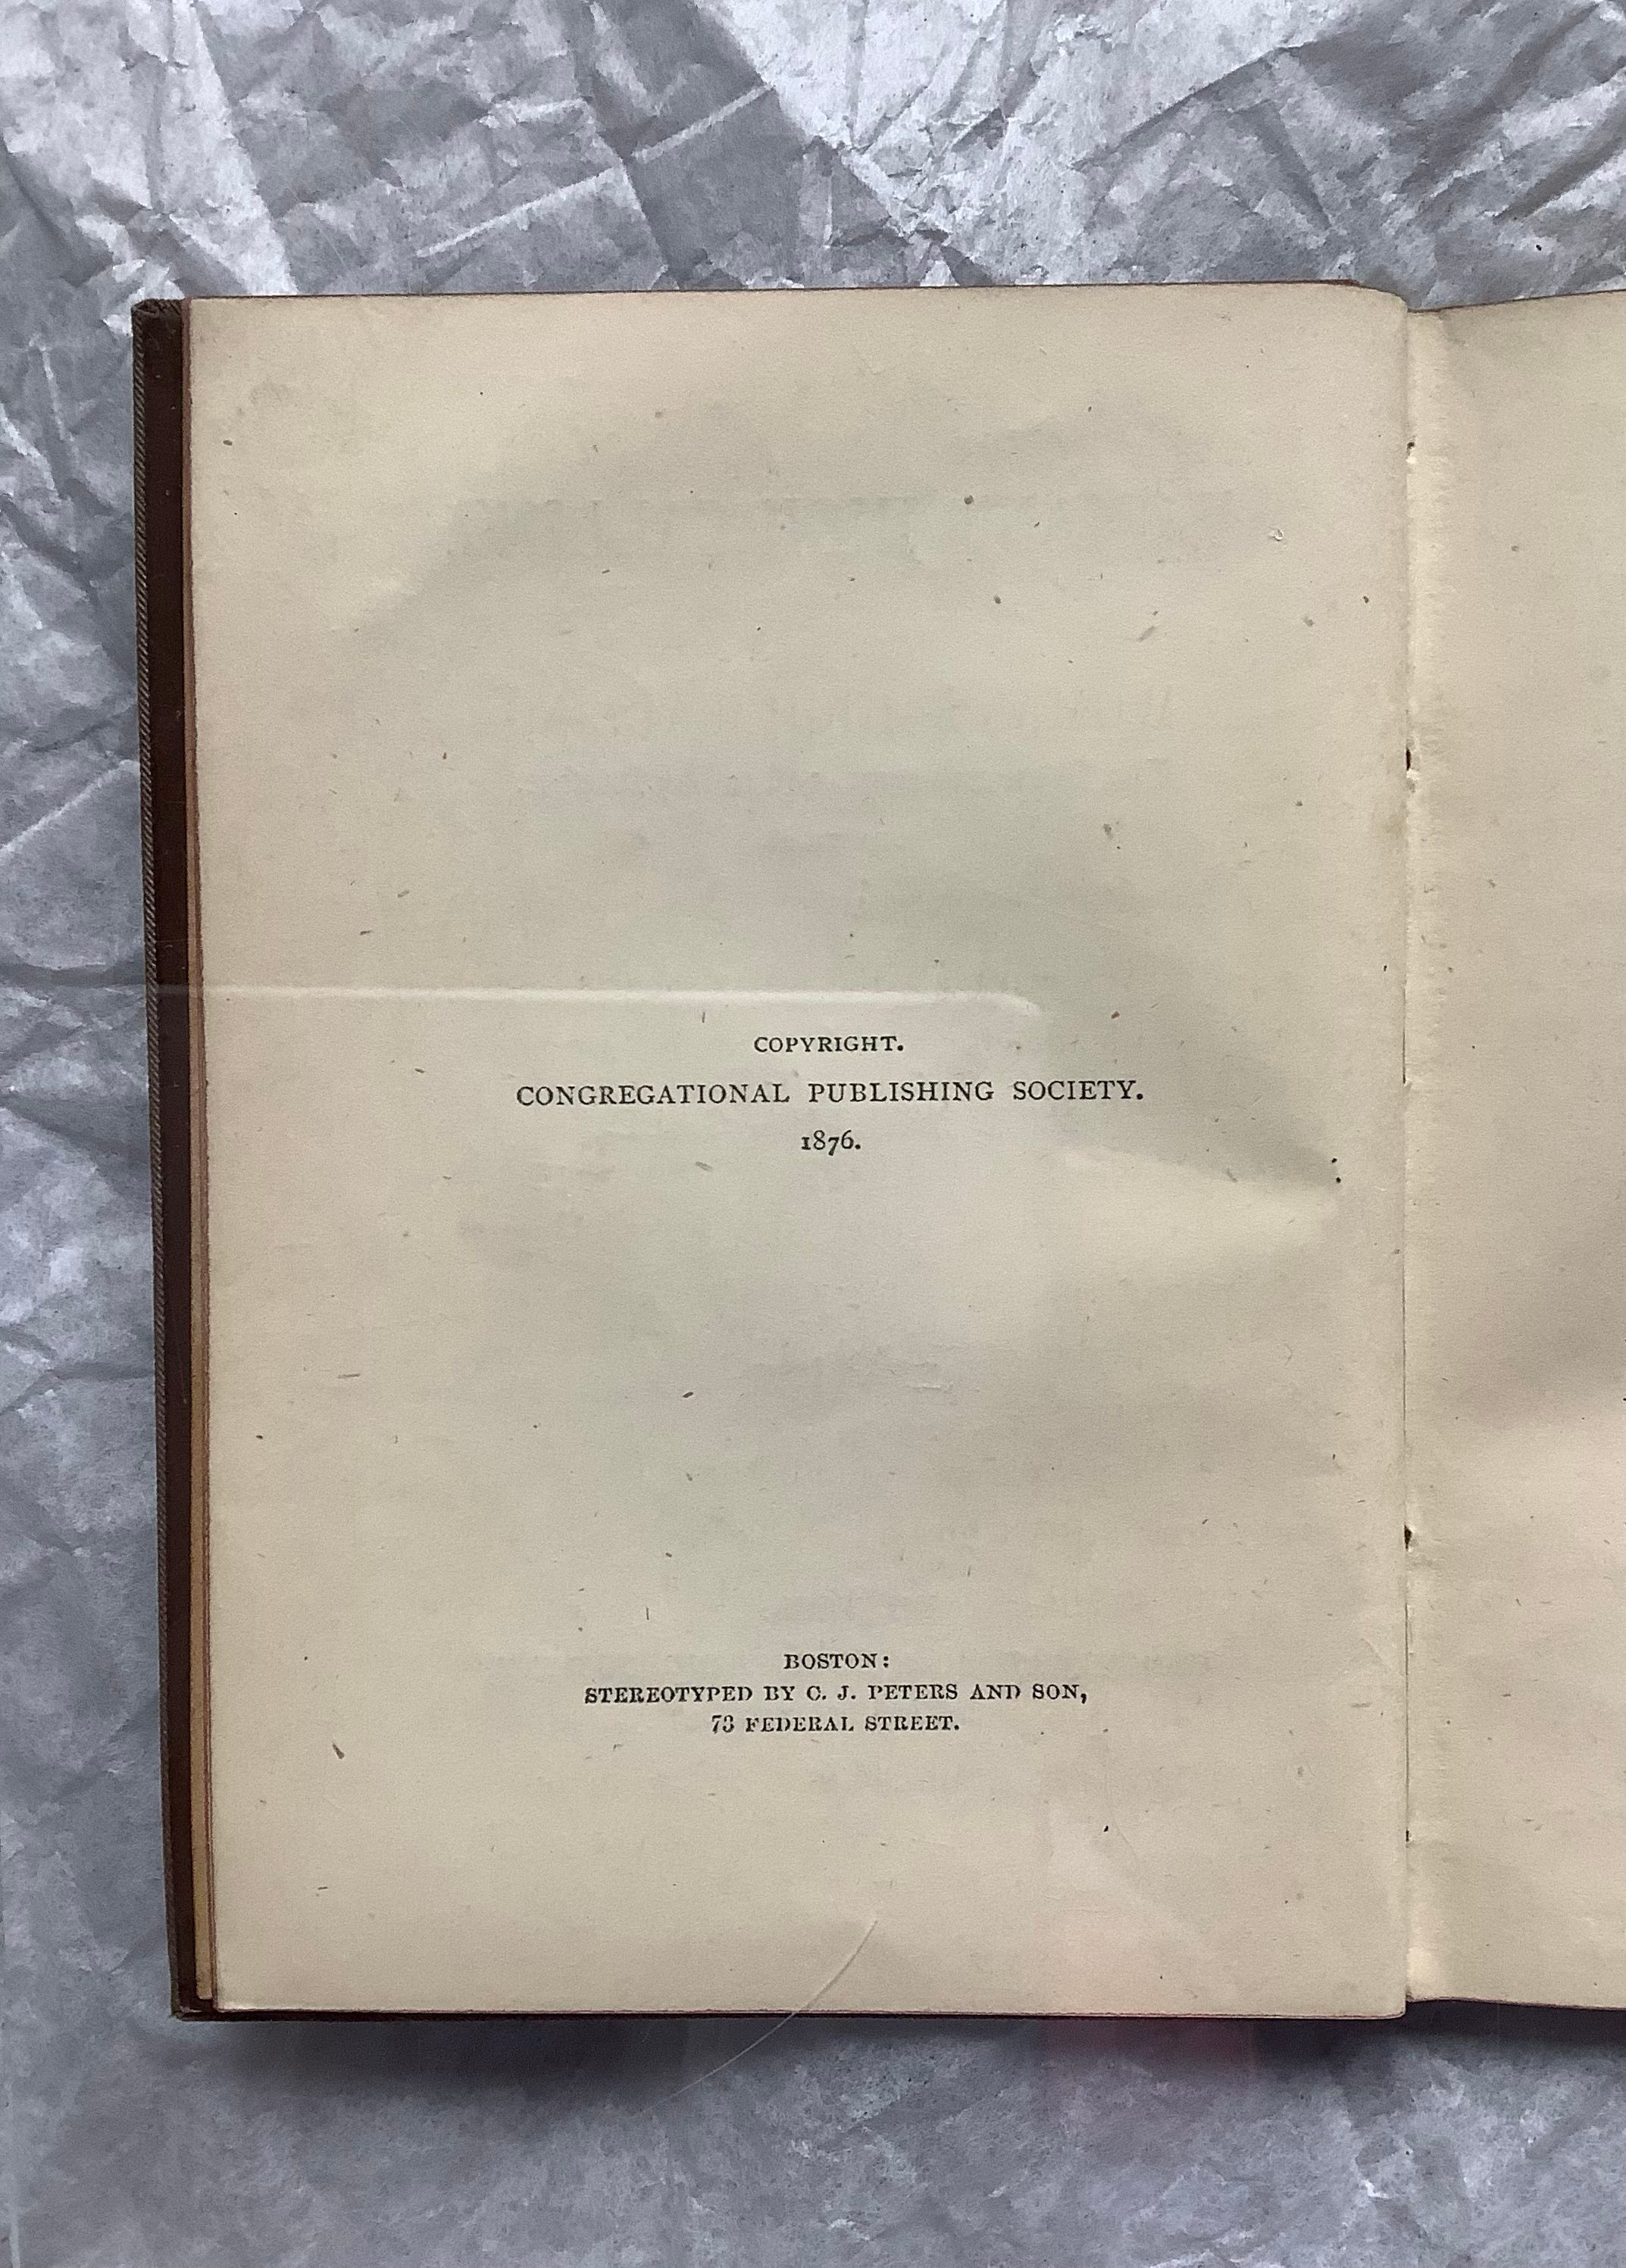 COPYRIGHT.
CONGREGATIONAL PUBLISHING SOCIETY.
1876.
BOSTON:
STEREOTYPED BY C. J. PETERS AND SON,
73 FEDERAL STREET.